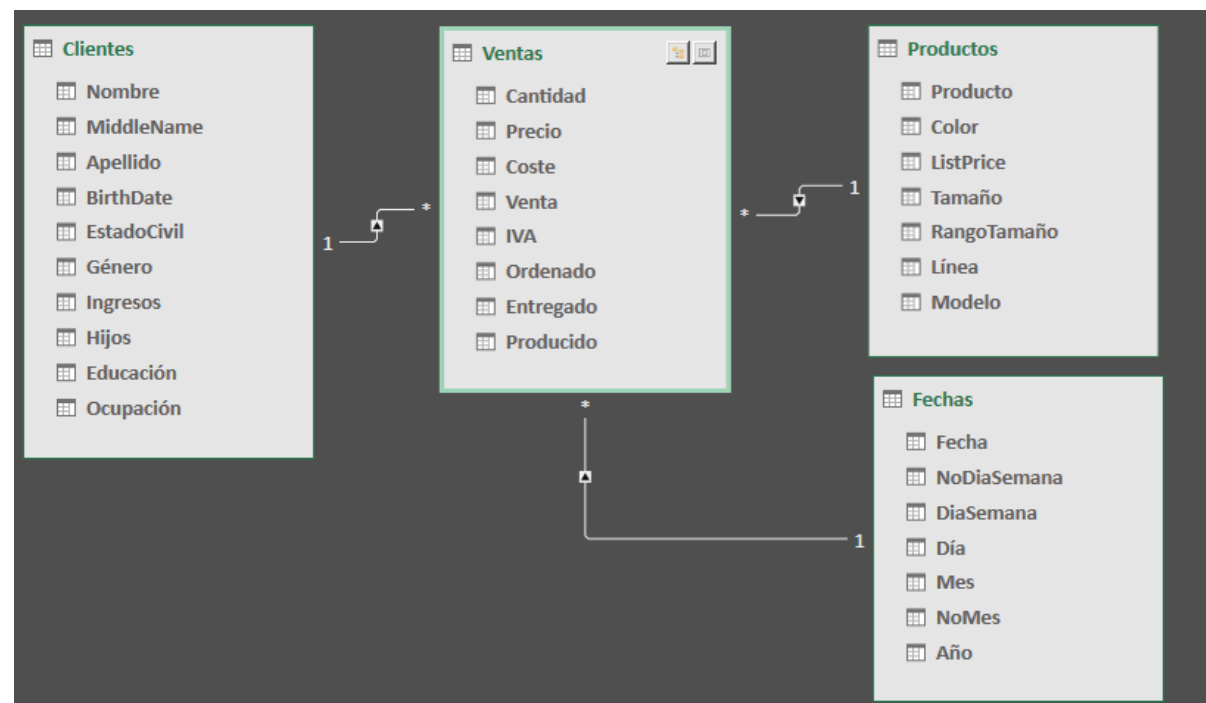 Clientes
Nombre
MiddleName
Apellido
BirthDate
EstadoCivil
Género
Ingresos
Hijos
Educación
Ocupación
1
*
Ventas
Cantidad
Precio
Coste
Venta
IVA
Ordenado
Entregado
Producido
*
1
*
1
Productos
Producto
Color
ListPrice
Tamaño
RangoTamaño
Línea
Modelo
Fechas
Fecha
NoDiaSemana
DiaSemana
Día
Mes
NoMes
Año